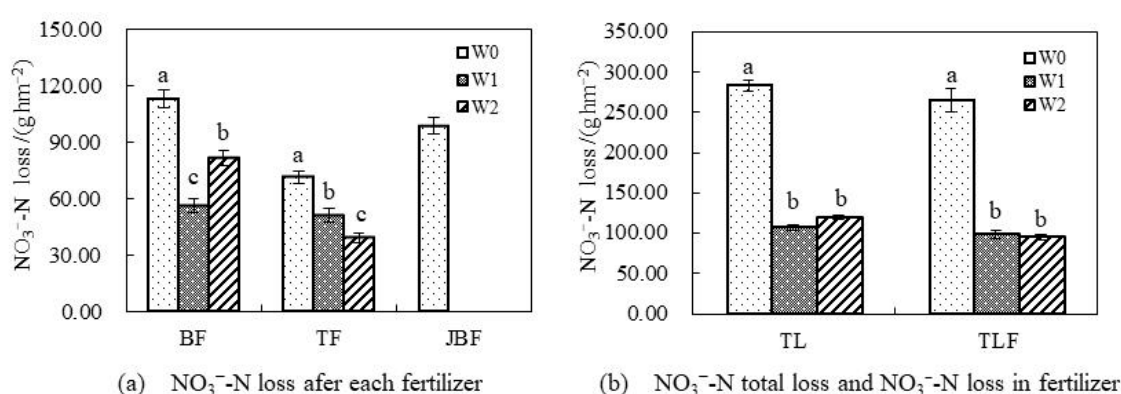 NO₃⁻-N loss/(g hm⁻²)
150.00
120.00
90.00
60.00
30.00
0.00
a
c
b
a
b
c
W0
W1
W2
BF TF JBF
(a) NO₃⁻-N loss afer each fertilizer
NO₃⁻-N loss/(g hm⁻²)
350.00
300.00
250.00
200.00
150.00
100.00
50.00
0.00
a
b
b
a
b
b
W0
W1
W2
TL TLF
(b) NO₃⁻-N total loss and NO₃⁻-N loss in fertilizer